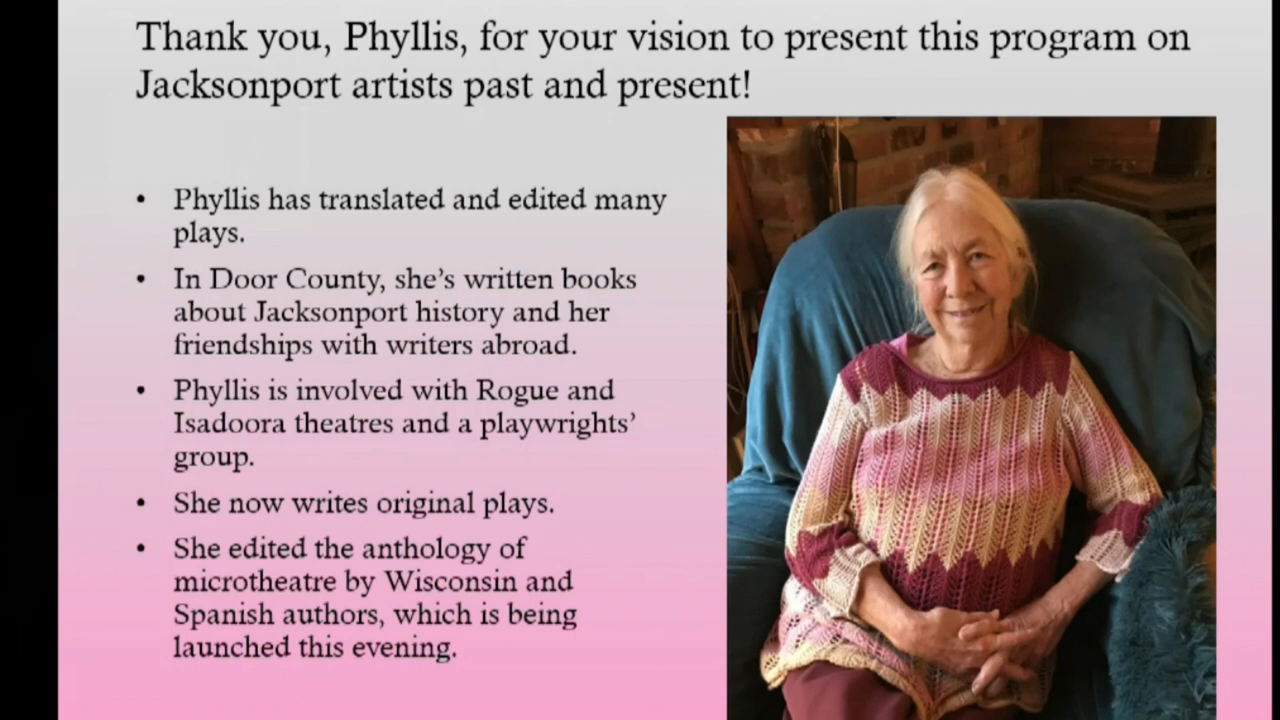 Thank you, Phyllis, for your vision to present this program on
Jacksonport artists past and present!
• Phyllis has translated and edited many
plays.
• In Door County, she’s written books
about Jacksonport history and her
friendships with writers abroad.
• Phyllis is involved with Rogue and
Isadoora theatres and a playwrights’
group.
• She now writes original plays.
• She edited the anthology of
microtheatre by Wisconsin and
Spanish authors, which is being
launched this evening.